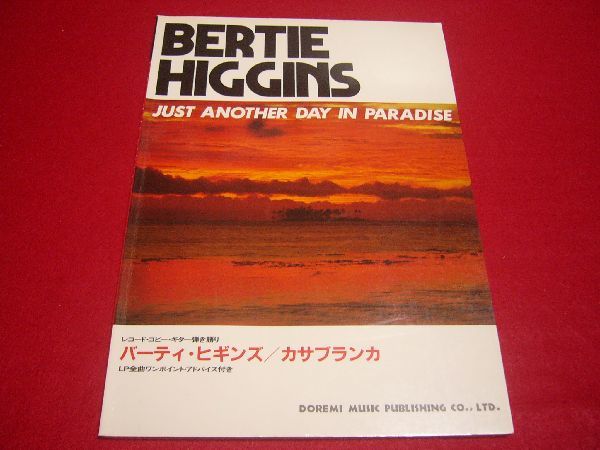 BERTIE
HIGGINS
JUST ANOTHER DAY IN PARADISE
レコード・コピー・ギター弾き語り
バーティ・ヒギンズ／カサブランカ
LP全曲ワンポイント・アドバイス付き
DOREMI MUSIC PUBLISHING CO., LTD.